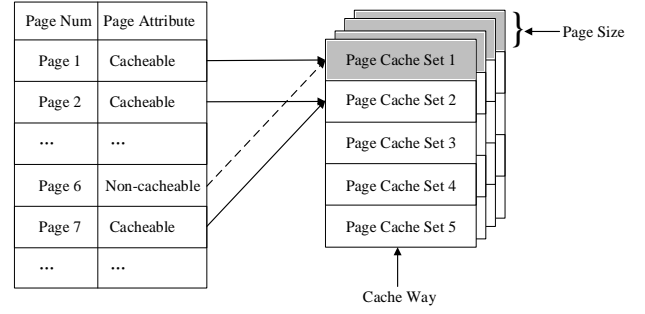 Page Num Page Attribute
Page 1 Cacheable
Page 2 Cacheable
... ...
Page 6 Non-cacheable
Page 7 Cacheable
... ...
Page Cache Set 1
Page Cache Set 2
Page Cache Set 3
Page Cache Set 4
Page Cache Set 5
Page Size
Cache Way